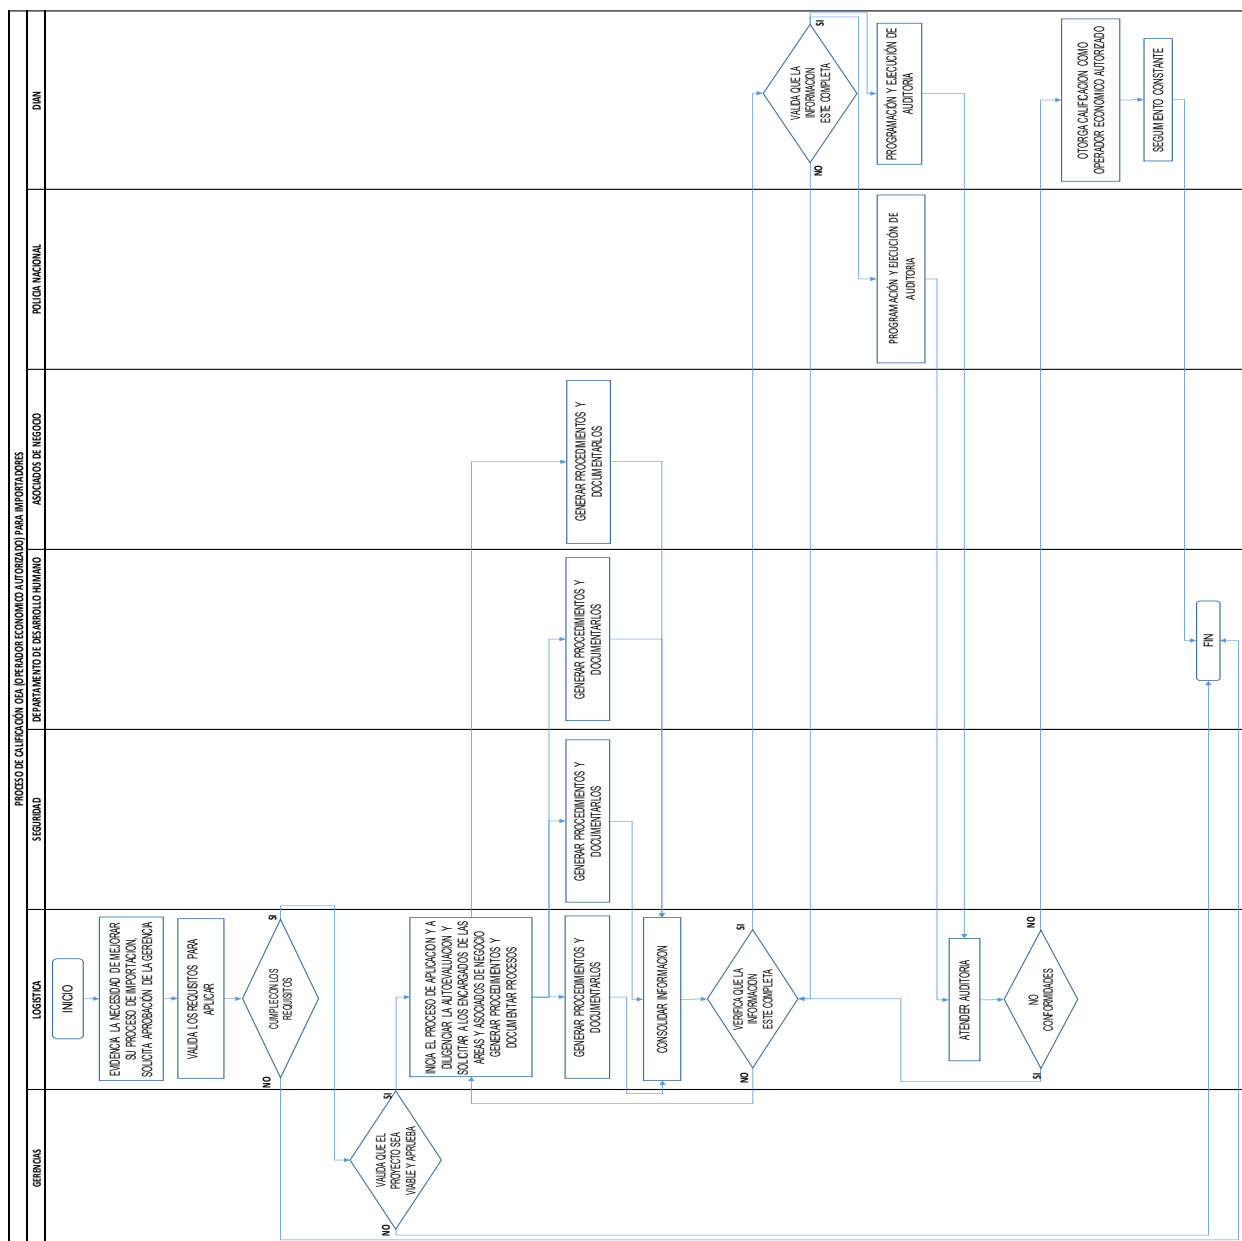 PROCESO DE CALIFICACIÓN OEA (OPERADOR ECONOMICO AUTORIZADO) PARA IMPORTADORES
GERENCIAS
LOGISTICA
SEGURIDAD
DEPARTAMENTO DE DESARROLLO HUMANO
ASOCIADOS DE NEGOCIO
POLICIA NACIONAL
DIAN
INICIO
EVIDENCIA LA NECESIDAD DE MEJORAR
SU PROCESO DE IMPORTACION,
SOLICITA APROBACIÓN DE LA GERENCIA
VALIDA LOS REQUISITOS PARA
APLICAR
CUMPLE CON LOS
REQUISITOS
NO
SI
VALIDA QUE EL
PROYECTO SEA
VIABLE Y APRUEBA
NO
SI
INICIA EL PROCESO DE APLICACION Y A
DILIGENCIAR LA AUTOEVALUACION Y
SOLICITAR A LOS ENCARGADOS DE LAS
AREAS Y ASOCIADOS DE NEGOCIO
GENERAR PROCEDIMIENTOS Y
DOCUMENTAR PROCESOS
GENERAR PROCEDIMIENTOS Y
DOCUMENTARLOS
GENERAR PROCEDIMIENTOS Y
DOCUMENTARLOS
GENERAR PROCEDIMIENTOS Y
DOCUMENTARLOS
GENERAR PROCEDIMIENTOS Y
DOCUMENTARLOS
CONSOLIDAR INFORMACION
VERIFICA QUE LA
INFORMACION
ESTE COMPLETA
NO
SI
VALIDA QUE LA
INFORMACION
ESTE COMPLETA
NO
SI
PROGRAMACIÓN Y EJECUCIÓN DE
AUDITORIA
PROGRAMACIÓN Y EJECUCIÓN DE
AUDITORIA
ATENDER AUDITORIA
NO
CONFORMIDADES
SI
NO
OTORGA CALIFICACION COMO
OPERADOR ECONOMICO AUTORIZADO
SEGUIMIENTO CONSTANTE
FIN